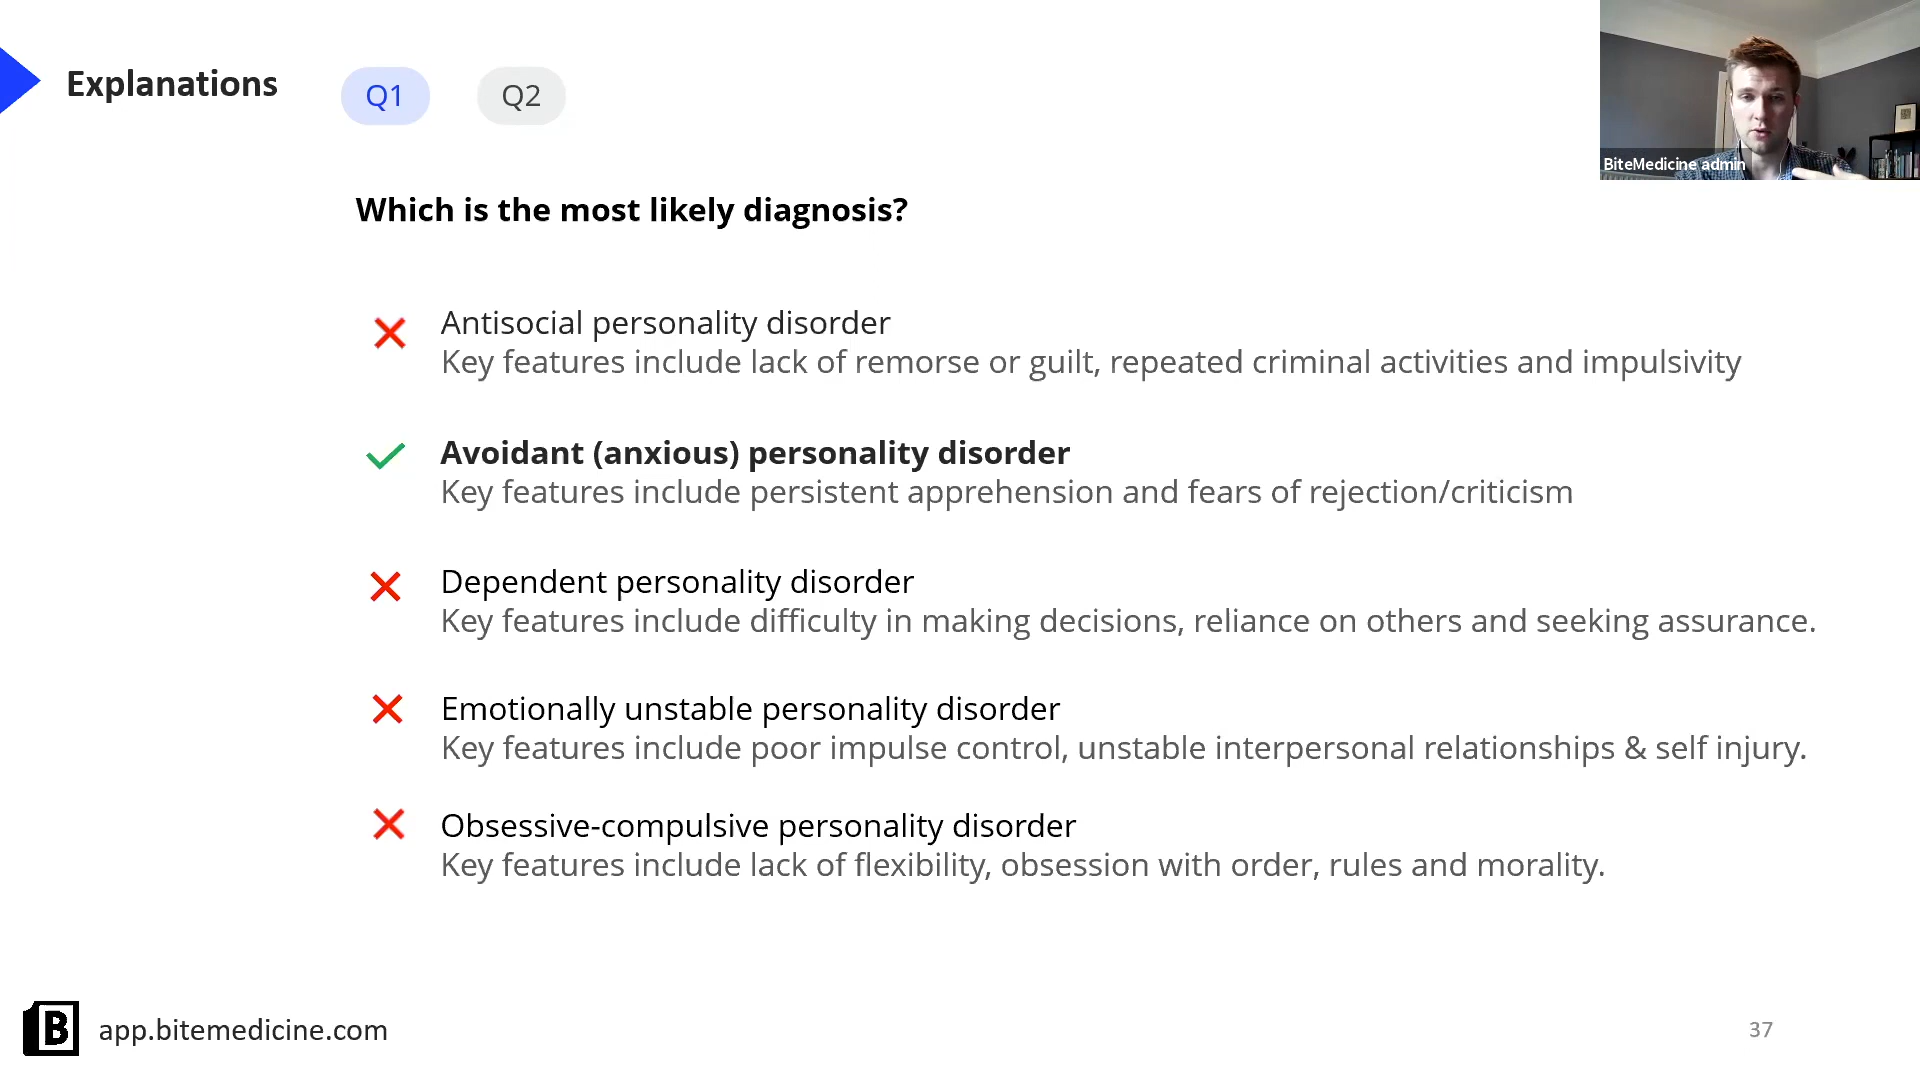 Explanations
Q1
Q2
BiteMedicine admin
Which is the most likely diagnosis?
Antisocial personality disorder
Key features include lack of remorse or guilt, repeated criminal activities and impulsivity
Avoidant (anxious) personality disorder
Key features include persistent apprehension and fears of rejection/criticism
Dependent personality disorder
Key features include difficulty in making decisions, reliance on others and seeking assurance.
Emotionally unstable personality disorder
Key features include poor impulse control, unstable interpersonal relationships & self injury.
Obsessive-compulsive personality disorder
Key features include lack of flexibility, obsession with order, rules and morality.
B
app.bitemedicine.com
37